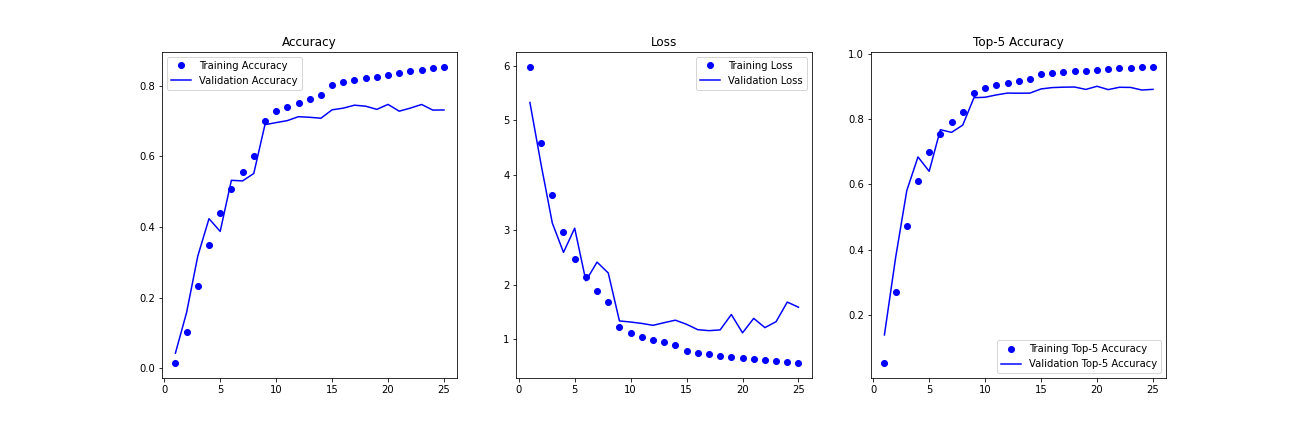 Accuracy
Training Accuracy
Validation Accuracy
0.8
0.6
0.4
0.2
0.0
0 5 10 15 20 25
Loss
Training Loss
Validation Loss
6
5
4
3
2
1
0 5 10 15 20 25
Top-5 Accuracy
1.0
0.8
0.6
0.4
0.2
Training Top-5 Accuracy
Validation Top-5 Accuracy
0 5 10 15 20 25